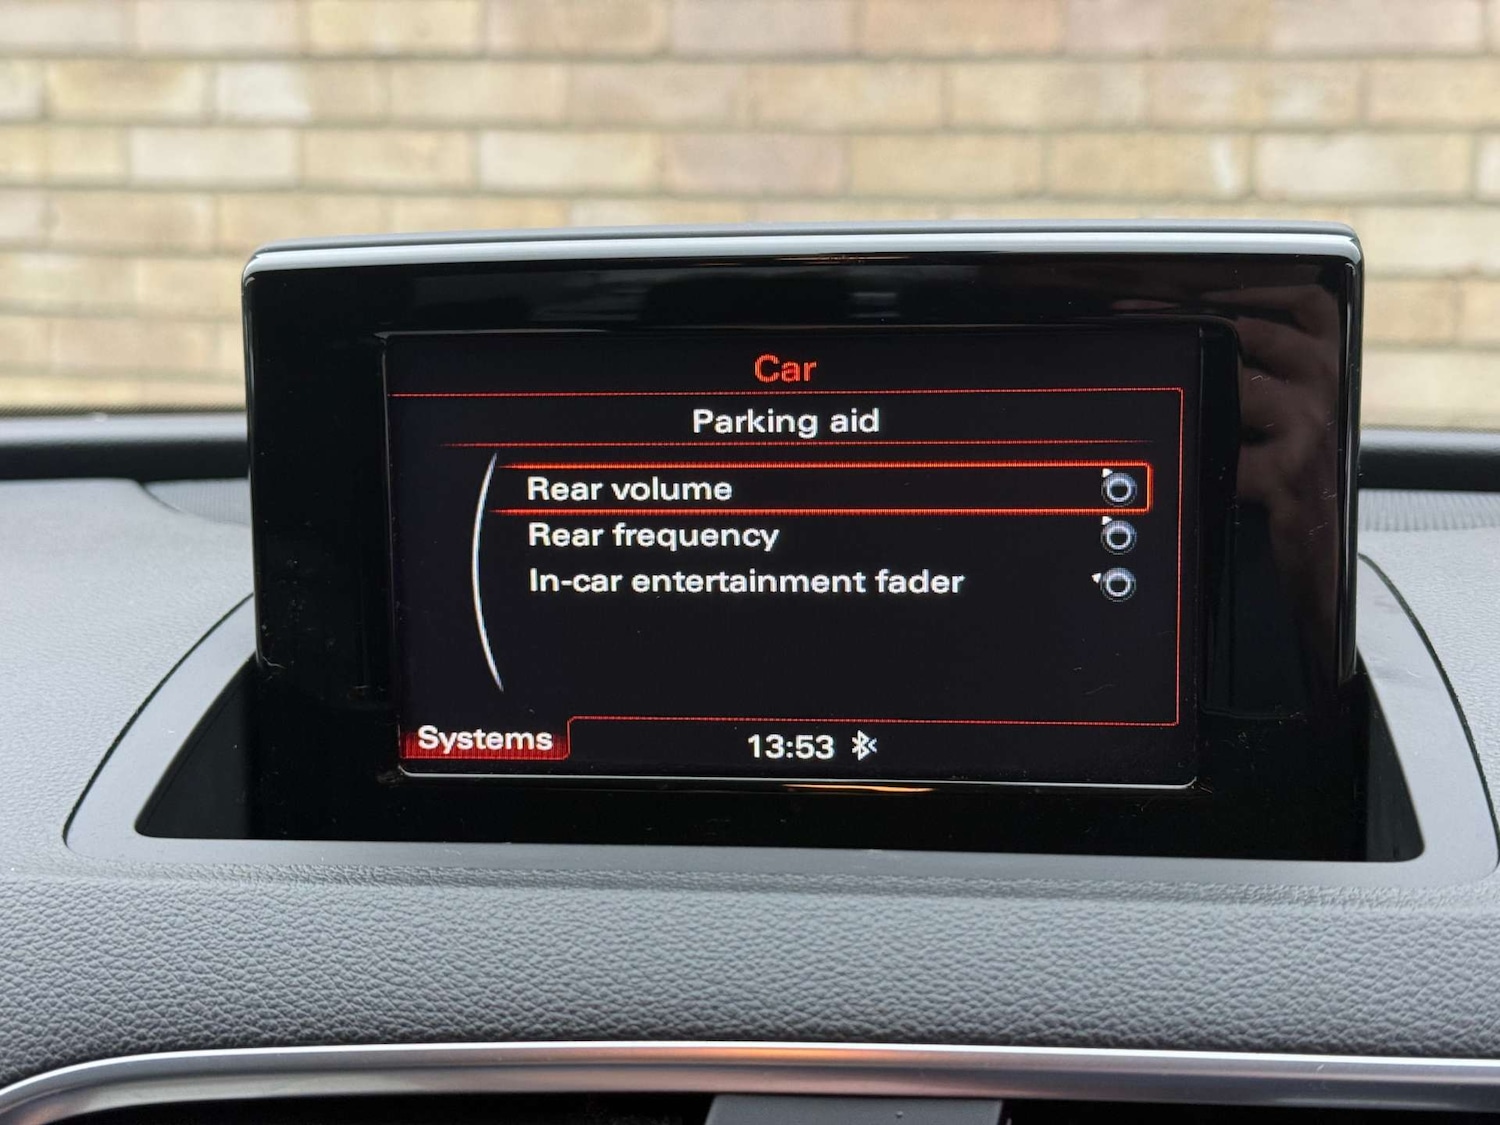 Car
Parking aid
Rear volume
Rear frequency
In-car entertainment fader
Systems
13:53